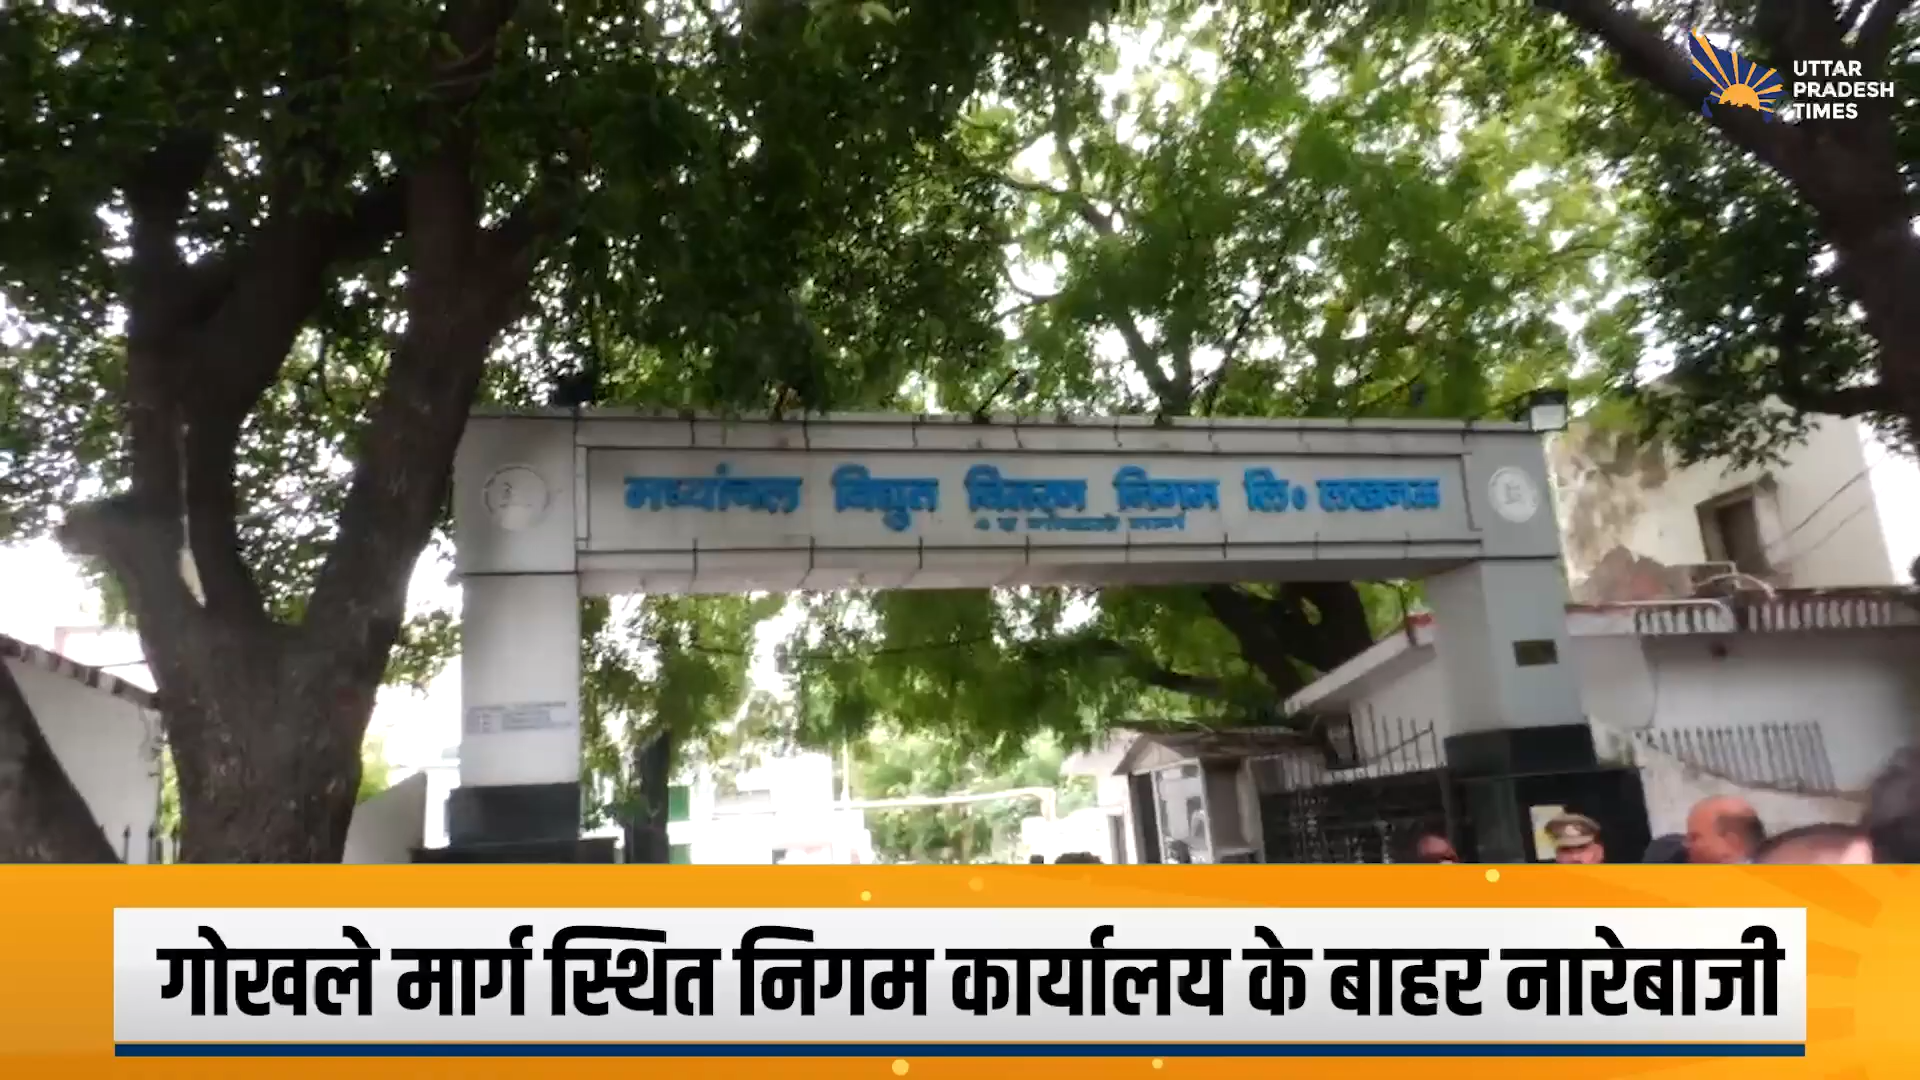 UTTAR
PRADESH
TIMES
मध्यांचल विद्युत वितरण निगम लि० लखनऊ
गोखले मार्ग स्थित निगम कार्यालय के बाहर नारेबाजी